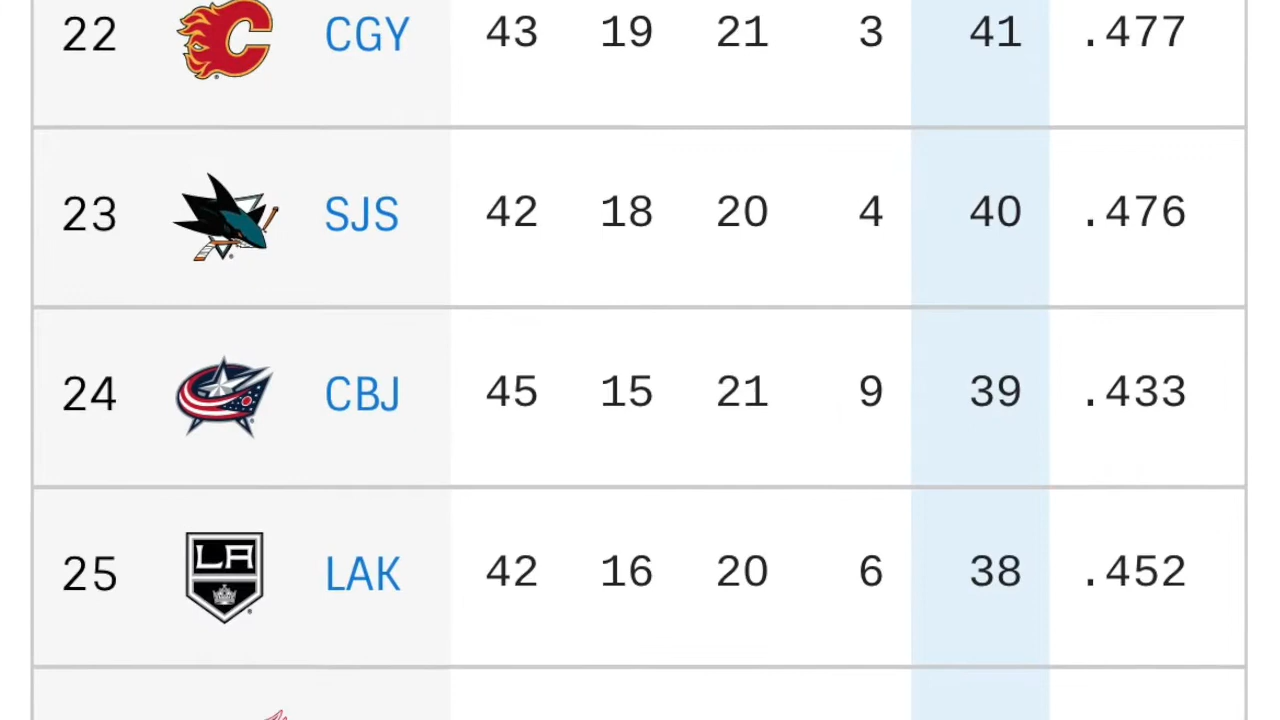 22 CGY 43 19 21 3 41 .477
23 SJS 42 18 20 4 40 .476
24 CBJ 45 15 21 9 39 .433
25 LA LAK 42 16 20 6 38 .452